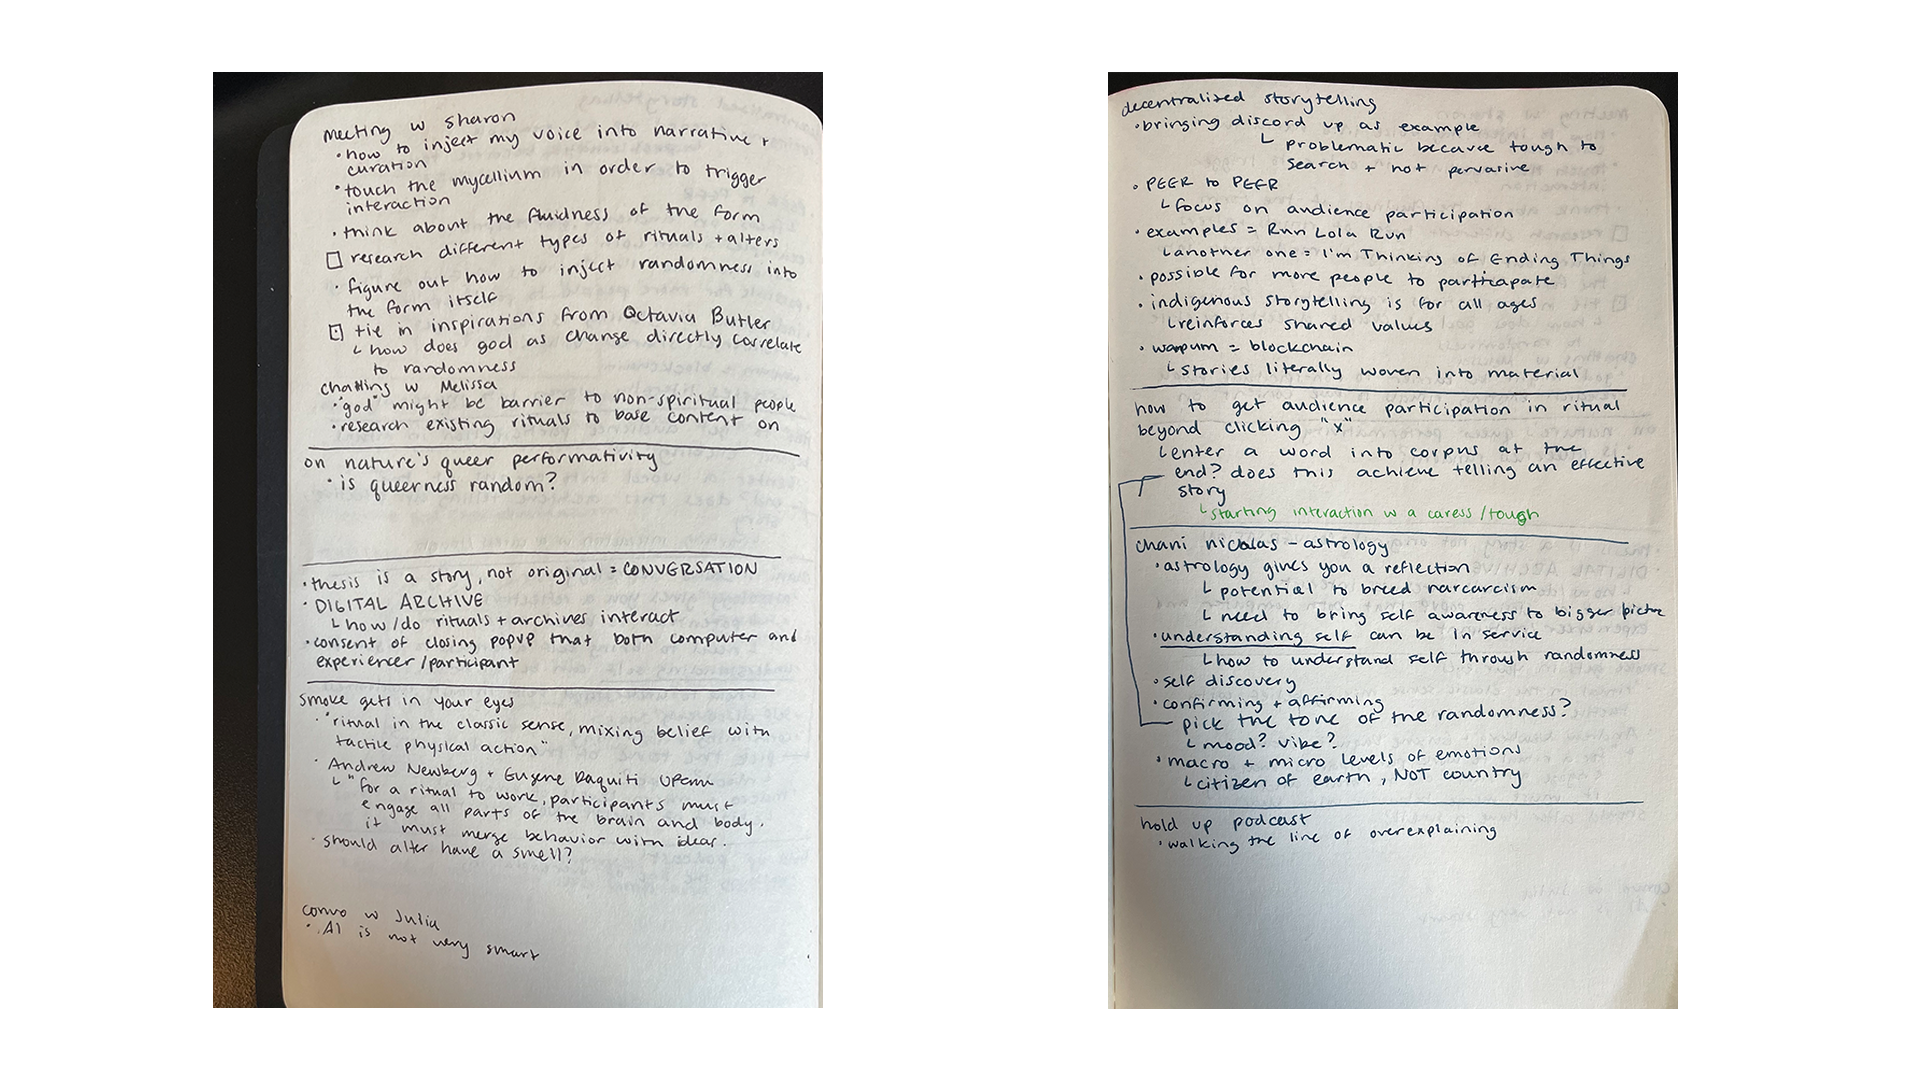 meeting w sharon
• how to inject my voice into narrative +
curation
• touch the mycellium in order to trigger
interaction
• think about the fluidness of the form
□ research different types of rituals + alters
• figure out how to inject randomness into
the form itself
□ tie in inspirations from Octavia Butler
└ how does god as change directly correlate
to randomness
chatting w Melissa
• "god" might be barrier to non-spiritual people
• research existing rituals to base content on
on nature's queer performativity
• is queerness random?
• thesis is a story, not original = CONVERSATION
• DIGITAL ARCHIVE
└ how/do rituals + archives interact
• consent of closing popup that both computer and
experiencer/participant
smoke gets in your eyes
• "ritual in the classic sense, mixing belief with
tactile physical action"
• Andrew Newberg + Eugene Daquiti UPenn
└ "for a ritual to work, participants must
engage all parts of the brain and body.
it must merge behavior with ideas.
• should alter have a smell?
convo w Julia
• AI is not very smart
decentralized storytelling
• bringing discord up as example
└ problematic because tough to
search + not pervasive
• PEER to PEER
└ focus on audience participation
• examples = Run Lola Run
└ another one = I'm Thinking of Ending Things
• possible for more people to particapate
• indigenous storytelling is for all ages
└ reinforces shared values
• wampum = blockchain
└ stories literally woven into material
how to get audience participation in ritual
beyond clicking "x"
└ enter a word into corpus at the
end? does this achieve telling an effective
story
└ starting interaction w a caress/tough
chani nicolas - astrology
• astrology gives you a reflection
└ potential to breed narcarcism
└ need to bring self awareness to bigger picture
• understanding self can be in service
└ how to understand self through randomness
• self discovery
• confirming + affirming
pick the tone of the randomness?
└ mood? vibe?
• macro + micro levels of emotions
└ citizen of earth, NOT country
hold up podcast
• walking the line of overexplaining